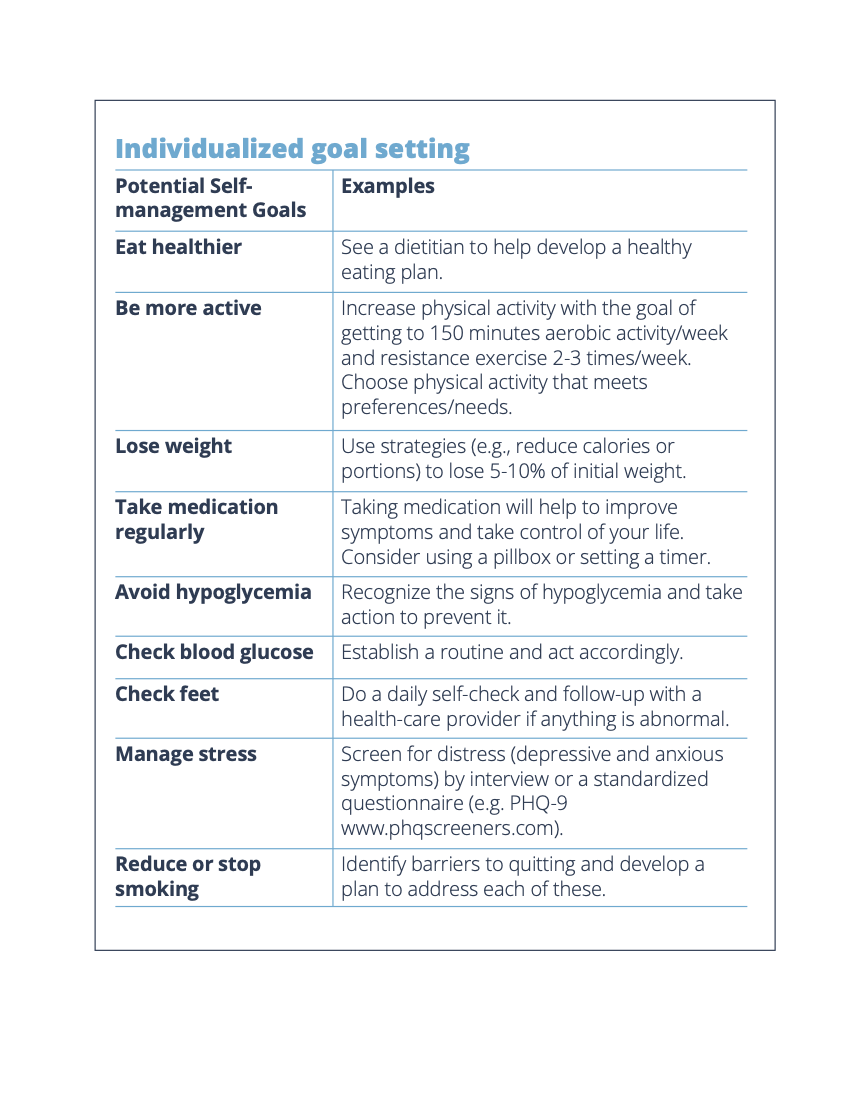 Individualized goal setting
Potential Self-
management Goals
Examples
Eat healthier
See a dietitian to help develop a healthy
eating plan.
Be more active
Increase physical activity with the goal of
getting to 150 minutes aerobic activity/week
and resistance exercise 2-3 times/week.
Choose physical activity that meets
preferences/needs.
Lose weight
Use strategies (e.g., reduce calories or
portions) to lose 5-10% of initial weight.
Take medication
regularly
Taking medication will help to improve
symptoms and take control of your life.
Consider using a pillbox or setting a timer.
Avoid hypoglycemia
Recognize the signs of hypoglycemia and take
action to prevent it.
Check blood glucose
Establish a routine and act accordingly.
Check feet
Do a daily self-check and follow-up with a
health-care provider if anything is abnormal.
Manage stress
Screen for distress (depressive and anxious
symptoms) by interview or a standardized
questionnaire (e.g. PHQ-9
www.phqscreeners.com).
Reduce or stop
smoking
Identify barriers to quitting and develop a
plan to address each of these.